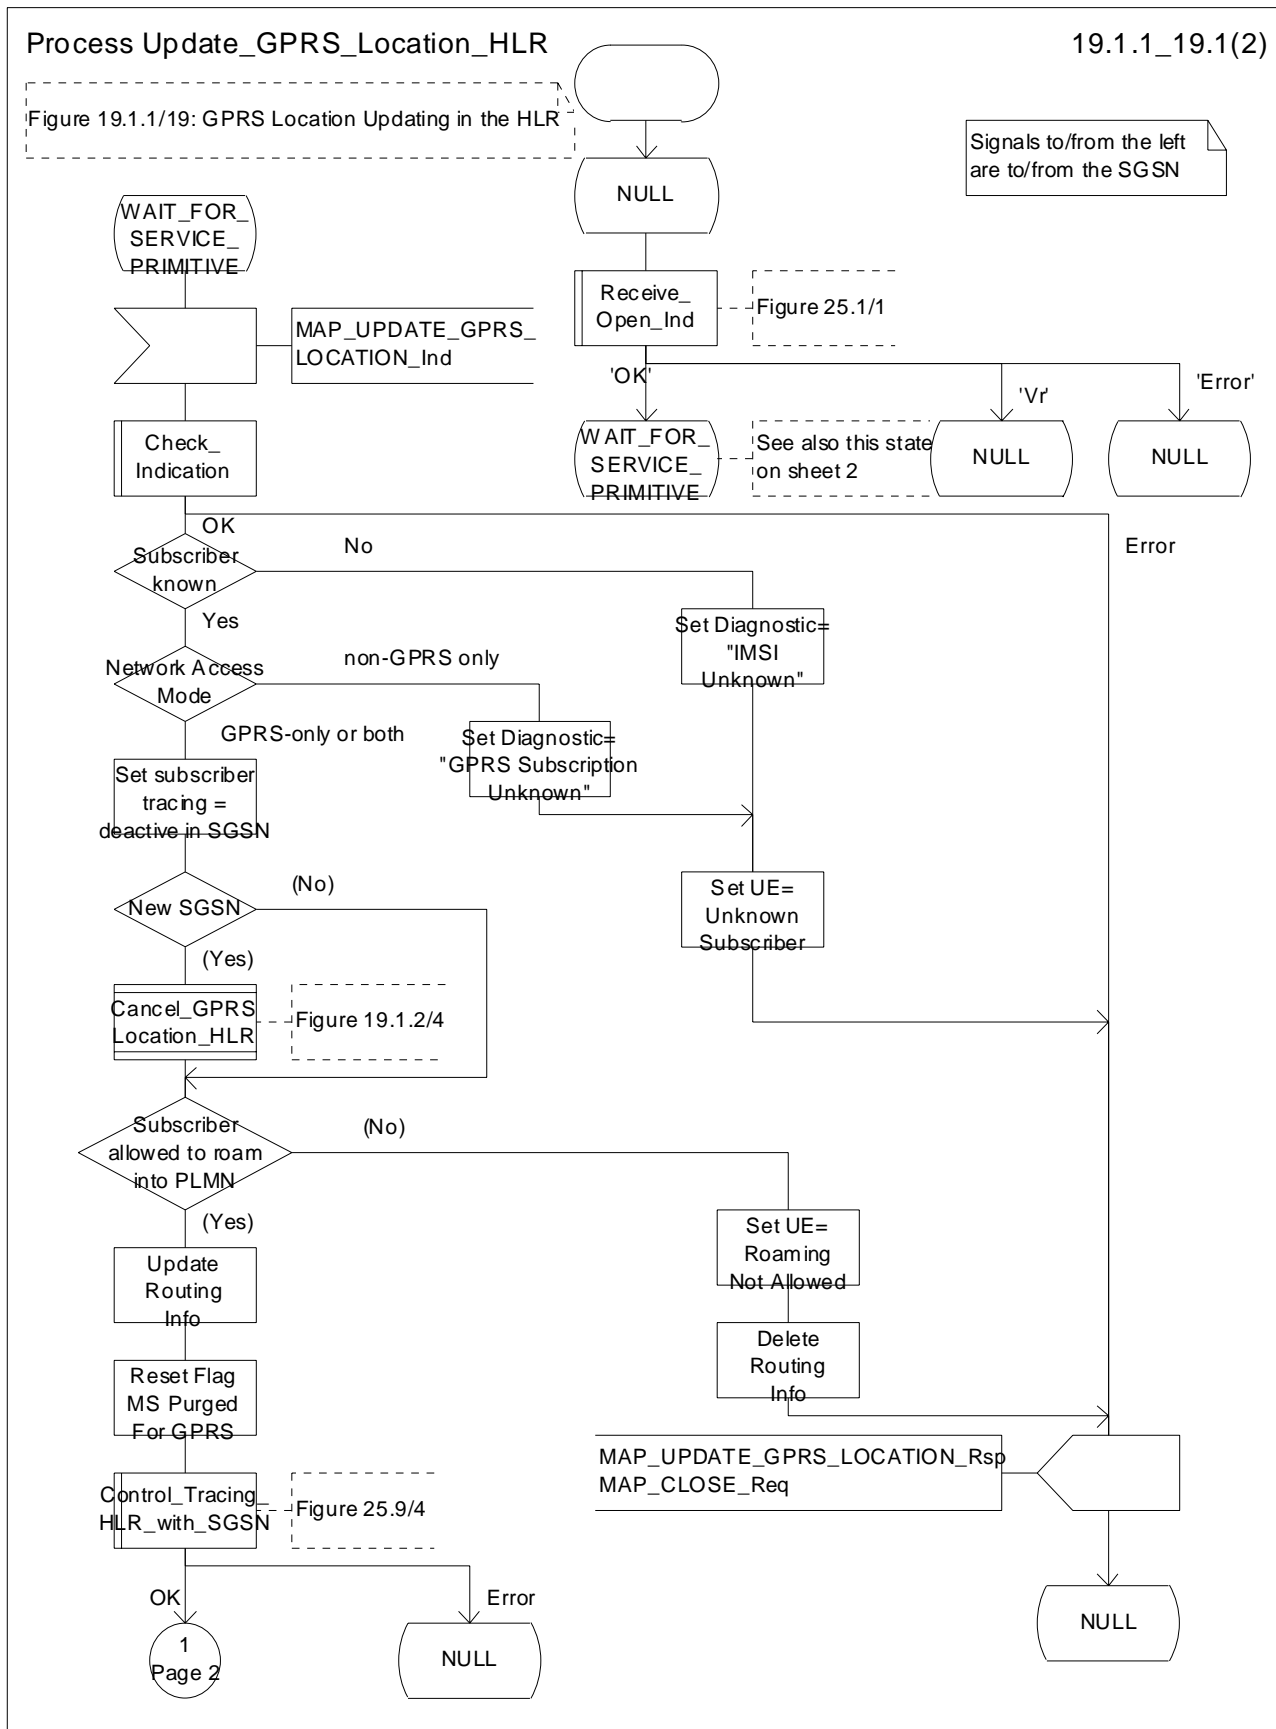 Process Update_GPRS_Location_HLR
19.1.1_19.1(2)
Figure 19.1.1/19: GPRS Location Updating in the HLR
Signals to/from the left
are to/from the SGSN
NULL
WAIT_FOR_
SERVICE_
PRIMITIVE
Receive_
Open_Ind
Figure 25.1/1
MAP_UPDATE_GPRS_
LOCATION_Ind
'OK'
'Vr'
'Error'
Check_
Indication
WAIT_FOR_
SERVICE_
PRIMITIVE
See also this state
on sheet 2
NULL
NULL
OK
Error
Subscriber
known
No
Yes
Set Diagnostic=
"IMSI
Unknown"
Network Access
Mode
non-GPRS only
GPRS-only or both
Set Diagnostic=
"GPRS Subscription
Unknown"
Set subscriber
tracing =
deactive in SGSN
New SGSN
(No)
(Yes)
Set UE=
Unknown
Subscriber
Cancel_GPRS
Location_HLR
Figure 19.1.2/4
Subscriber
allowed to roam
into PLMN
(No)
(Yes)
Set UE=
Roaming
Not Allowed
Update
Routing
Info
Delete
Routing
Info
Reset Flag
MS Purged
For GPRS
MAP_UPDATE_GPRS_LOCATION_Rsp
MAP_CLOSE_Req
Control_Tracing_
HLR_with_SGSN
Figure 25.9/4
OK
Error
NULL
1
Page 2
NULL